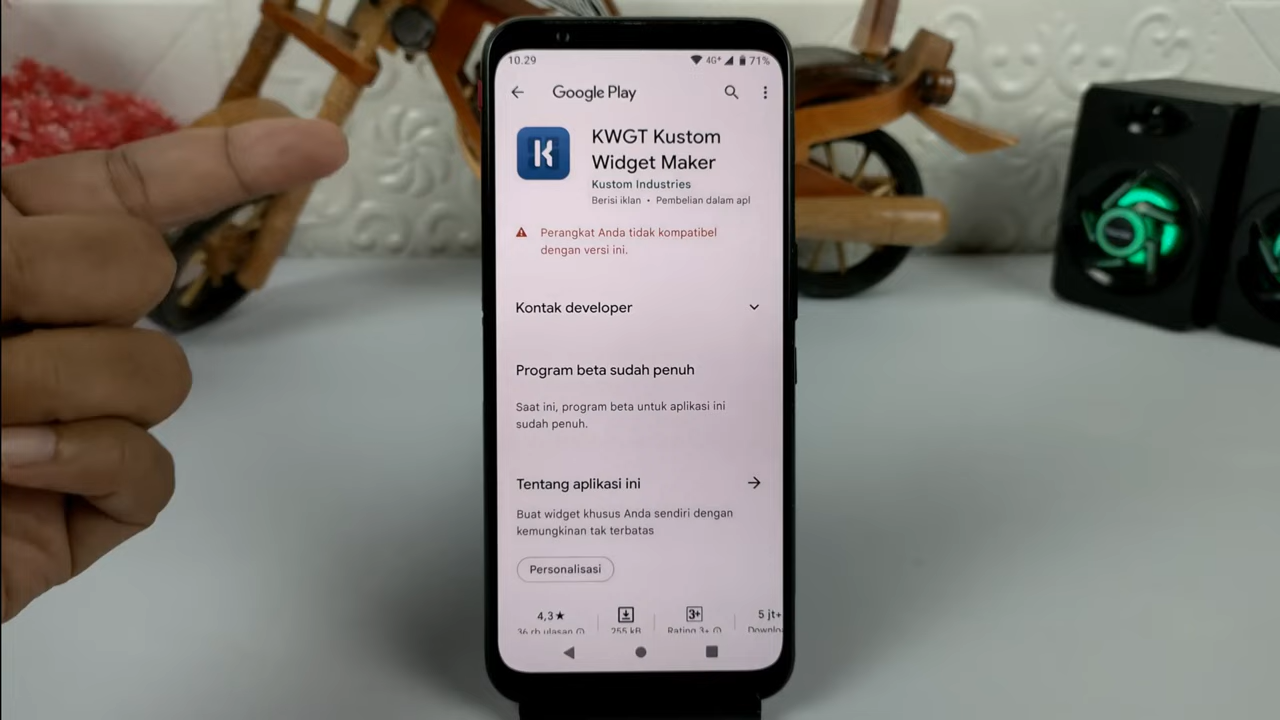 10.29 4G+ 71%
Google Play
K
KWGT Kustom
Widget Maker
Kustom Industries
Berisi iklan • Pembelian dalam apl
Perangkat Anda tidak kompatibel
dengan versi ini.
Kontak developer
Program beta sudah penuh
Saat ini, program beta untuk aplikasi ini
sudah penuh.
Tentang aplikasi ini
Buat widget khusus Anda sendiri dengan
kemungkinan tak terbatas
Personalisasi
4,3★ 3+ 5 jt+
36 rb ulasan 255 kB Rating 3+